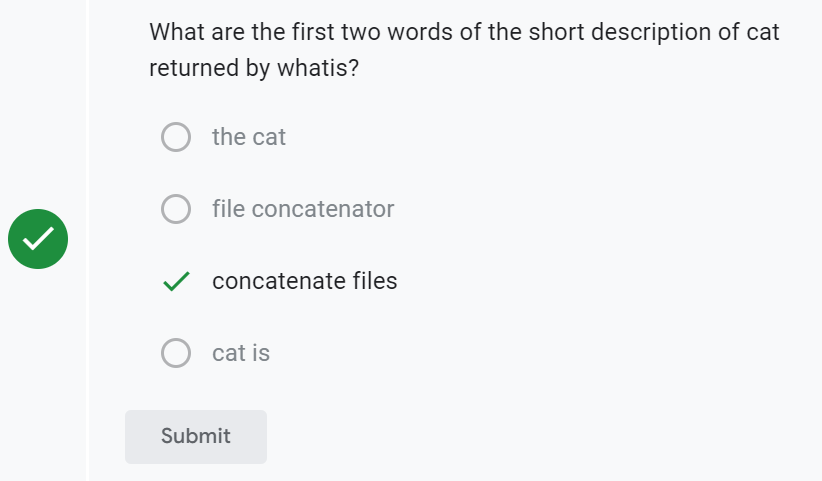 What are the first two words of the short description of cat
returned by whatis?
the cat
file concatenator
concatenate files
cat is
Submit